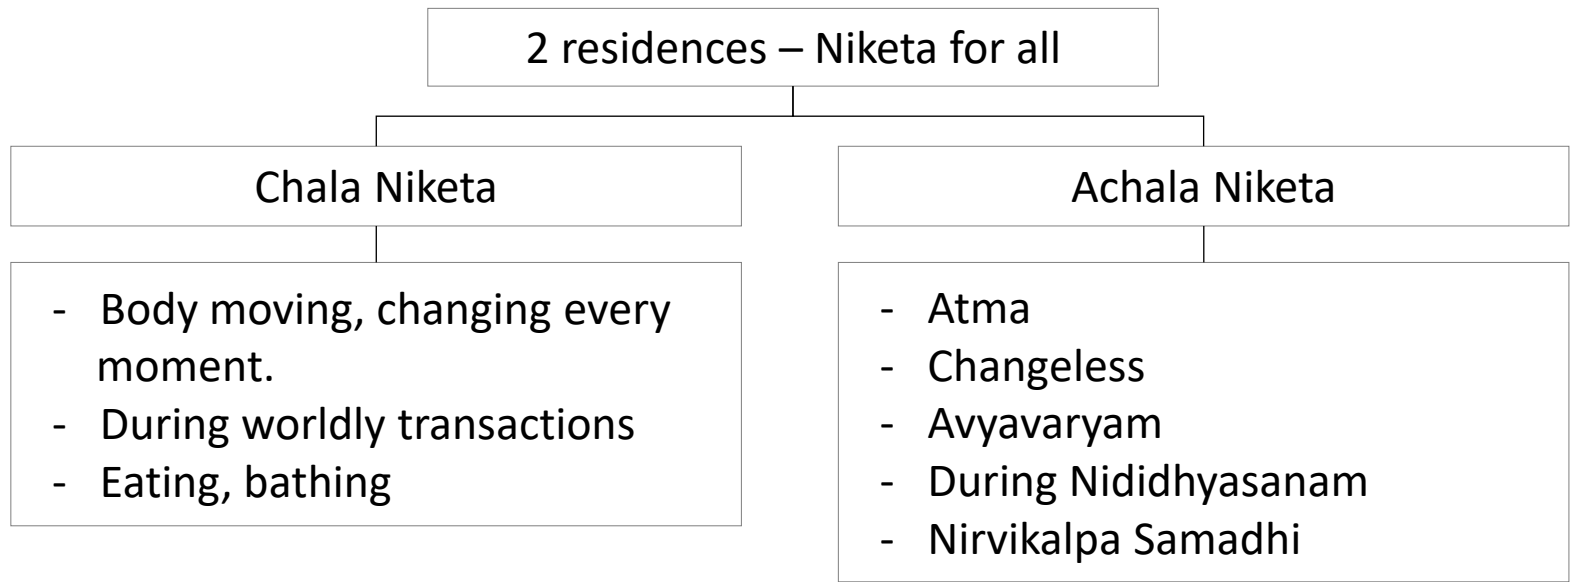 2 residences – Niketa for all
Chala Niketa
- Body moving, changing every
moment.
- During worldly transactions
- Eating, bathing
Achala Niketa
- Atma
- Changeless
- Avyavaryam
- During Nididhyasanam
- Nirvikalpa Samadhi